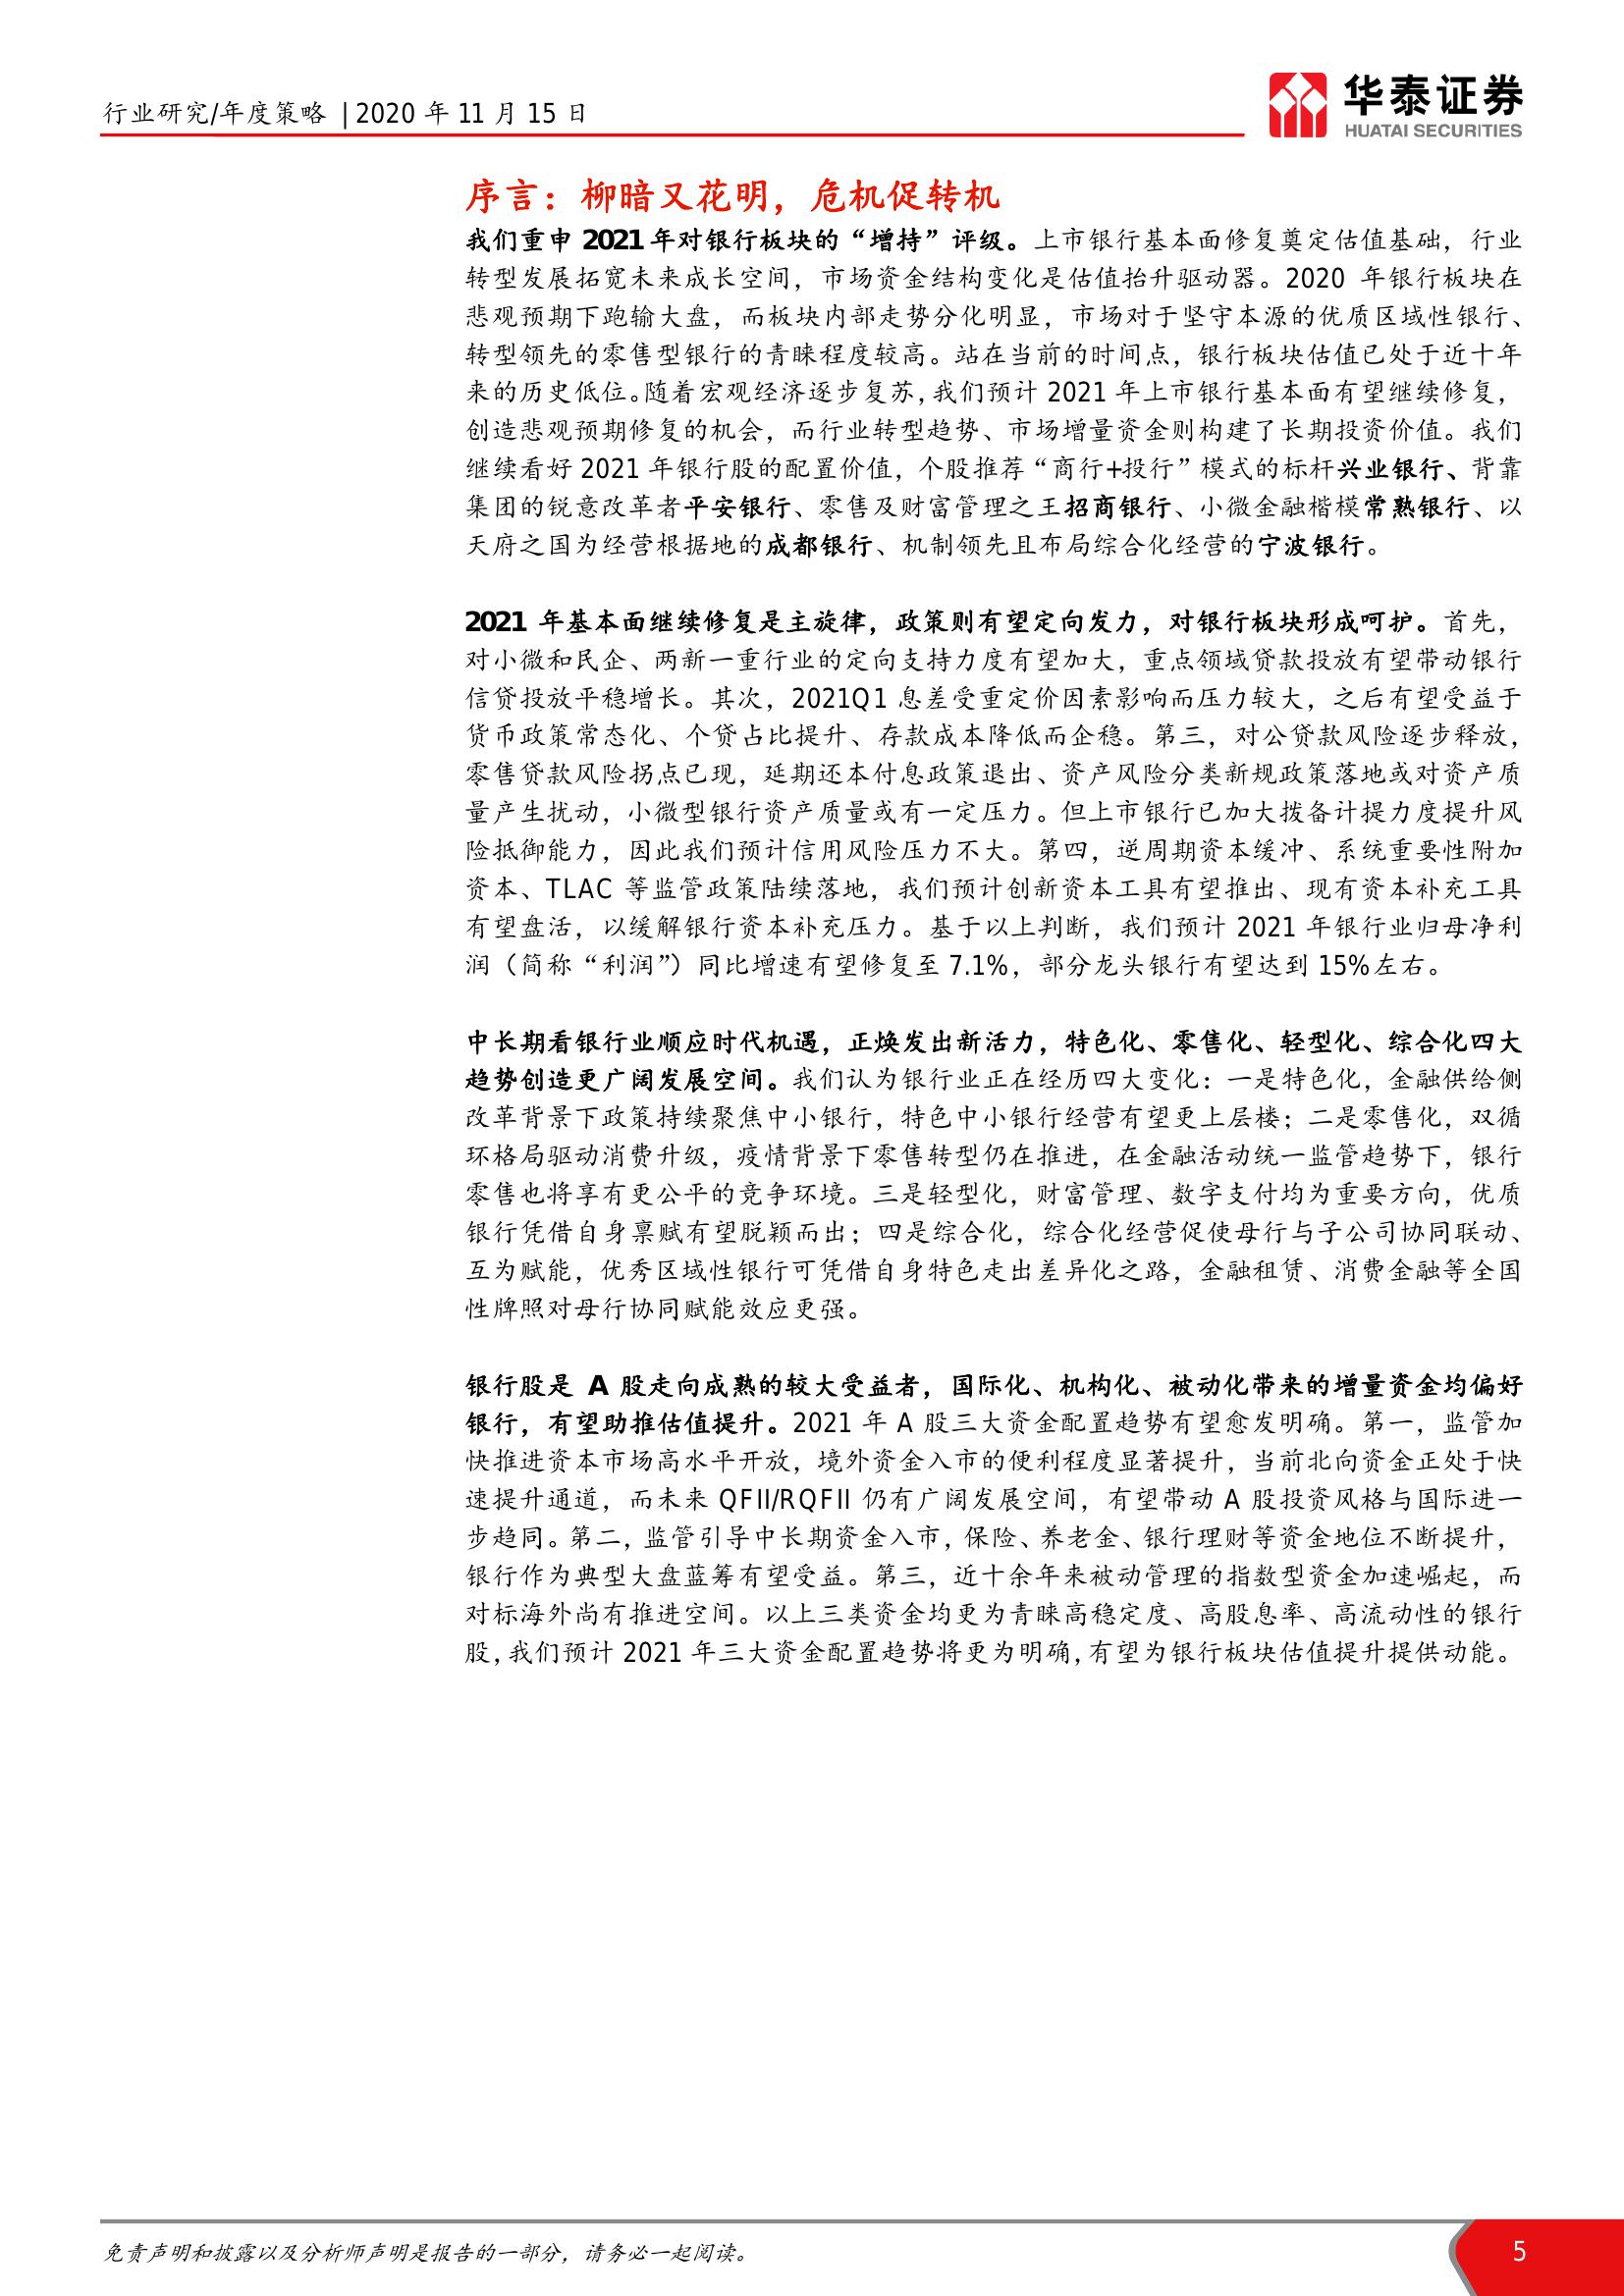 行业研究/年度策略 | 2020 年 11 月 15 日
华泰证券
HUATAI SECURITIES
序言：柳暗又花明，危机促转机
我们重申 2021 年对银行板块的“增持”评级。上市银行基本面修复奠定估值基础，行业
转型发展拓宽未来成长空间，市场资金结构变化是估值抬升驱动器。2020 年银行板块在
悲观预期下跑输大盘，而板块内部走势分化明显，市场对于坚守本源的优质区域性银行、
转型领先的零售型银行的青睐程度较高。站在当前的时间点，银行板块估值已处于近十年
来的历史低位。随着宏观经济逐步复苏，我们预计 2021 年上市银行基本面有望继续修复，
创造悲观预期修复的机会，而行业转型趋势、市场增量资金则构建了长期投资价值。我们
继续看好 2021 年银行股的配置价值，个股推荐“商行+投行”模式的标杆兴业银行、背靠
集团的锐意改革者平安银行、零售及财富管理之王招商银行、小微金融楷模常熟银行、以
天府之国为经营根据地的成都银行、机制领先且布局综合化经营的宁波银行。
2021 年基本面继续修复是主旋律，政策则有望定向发力，对银行板块形成呵护。首先，
对小微和民企、两新一重行业的定向支持力度有望加大，重点领域贷款投放有望带动银行
信贷投放平稳增长。其次，2021Q1 息差受重定价因素影响而压力较大，之后有望受益于
货币政策常态化、个贷占比提升、存款成本降低而企稳。第三，对公贷款风险逐步释放，
零售贷款风险拐点已现，延期还本付息政策退出、资产风险分类新规政策落地或对资产质
量产生扰动，小微型银行资产质量或有一定压力。但上市银行已加大拨备计提力度提升风
险抵御能力，因此我们预计信用风险压力不大。第四，逆周期资本缓冲、系统重要性附加
资本、TLAC 等监管政策陆续落地，我们预计创新资本工具有望推出、现有资本补充工具
有望盘活，以缓解银行资本补充压力。基于以上判断，我们预计 2021 年银行业归母净利
润（简称“利润”）同比增速有望修复至 7.1%，部分龙头银行有望达到 15%左右。
中长期看银行业顺应时代机遇，正焕发出新活力，特色化、零售化、轻型化、综合化四大
趋势创造更广阔发展空间。我们认为银行业正在经历四大变化：一是特色化，金融供给侧
改革背景下政策持续聚焦中小银行，特色中小银行经营有望更上层楼；二是零售化，双循
环格局驱动消费升级，疫情背景下零售转型仍在推进，在金融活动统一监管趋势下，银行
零售也将享有更公平的竞争环境。三是轻型化，财富管理、数字支付均为重要方向，优质
银行凭借自身禀赋有望脱颖而出；四是综合化，综合化经营促使母行与子公司协同联动、
互为赋能，优秀区域性银行可凭借自身特色走出差异化之路，金融租赁、消费金融等全国
性牌照对母行协同赋能效应更强。
银行股是 A 股走向成熟的较大受益者，国际化、机构化、被动化带来的增量资金均偏好
银行，有望助推估值提升。2021 年 A 股三大资金配置趋势有望愈发明确。第一，监管加
快推进资本市场高水平开放，境外资金入市的便利程度显著提升，当前北向资金正处于快
速提升通道，而未来 QFII/RQFII 仍有广阔发展空间，有望带动 A 股投资风格与国际进一
步趋同。第二，监管引导中长期资金入市，保险、养老金、银行理财等资金地位不断提升，
银行作为典型大盘蓝筹有望受益。第三，近十余年来被动管理的指数型资金加速崛起，而
对标海外尚有推进空间。以上三类资金均更为青睐高稳定度、高股息率、高流动性的银行
股，我们预计 2021 年三大资金配置趋势将更为明确，有望为银行板块估值提升提供动能。
免责声明和披露以及分析师声明是报告的一部分，请务必一起阅读。
5